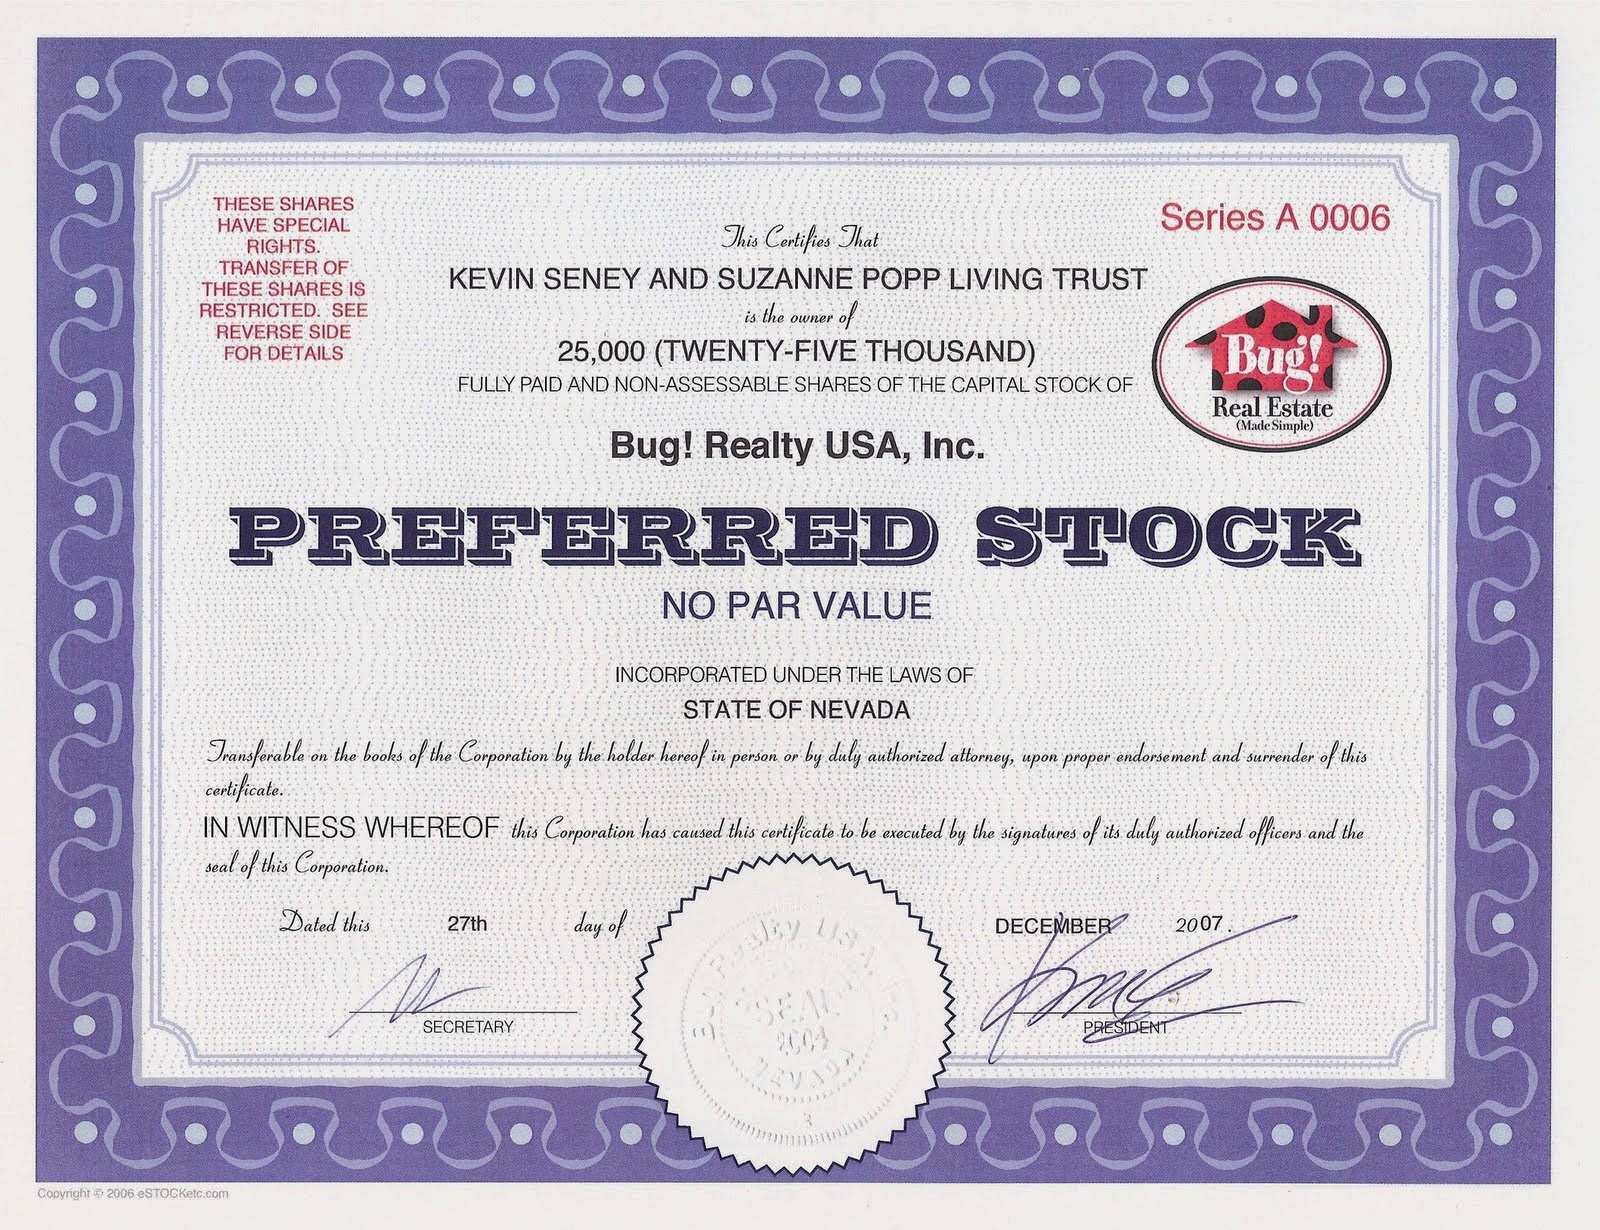 THESE SHARES
HAVE SPECIAL
RIGHTS.
TRANSFER OF
THESE SHARES IS
RESTRICTED. SEE
REVERSE SIDE
FOR DETAILS
Series A 0006
This Certifies That
KEVIN SENEY AND SUZANNE POPP LIVING TRUST
is the owner of
25,000 (TWENTY-FIVE THOUSAND)
FULLY PAID AND NON-ASSESSABLE SHARES OF THE CAPITAL STOCK OF
Bug! Realty USA, Inc.
Bug!
Real Estate
(Made Simple)
PREFERRED STOCK
NO PAR VALUE
INCORPORATED UNDER THE LAWS OF
STATE OF NEVADA
Transferable on the books of the Corporation by the holder hereof in person or by duly authorized attorney, upon proper endorsement and surrender of this
certificate.
IN WITNESS WHEREOF this Corporation has caused this certificate to be executed by the signatures of its duly authorized officers and the
seal of this Corporation.
Dated this 27th day of DECEMBER 2007.
SECRETARY
PRESIDENT
Realty USA
SEAL
2004
NEVADA
Copyright © 2006 eSTOCKetc.com